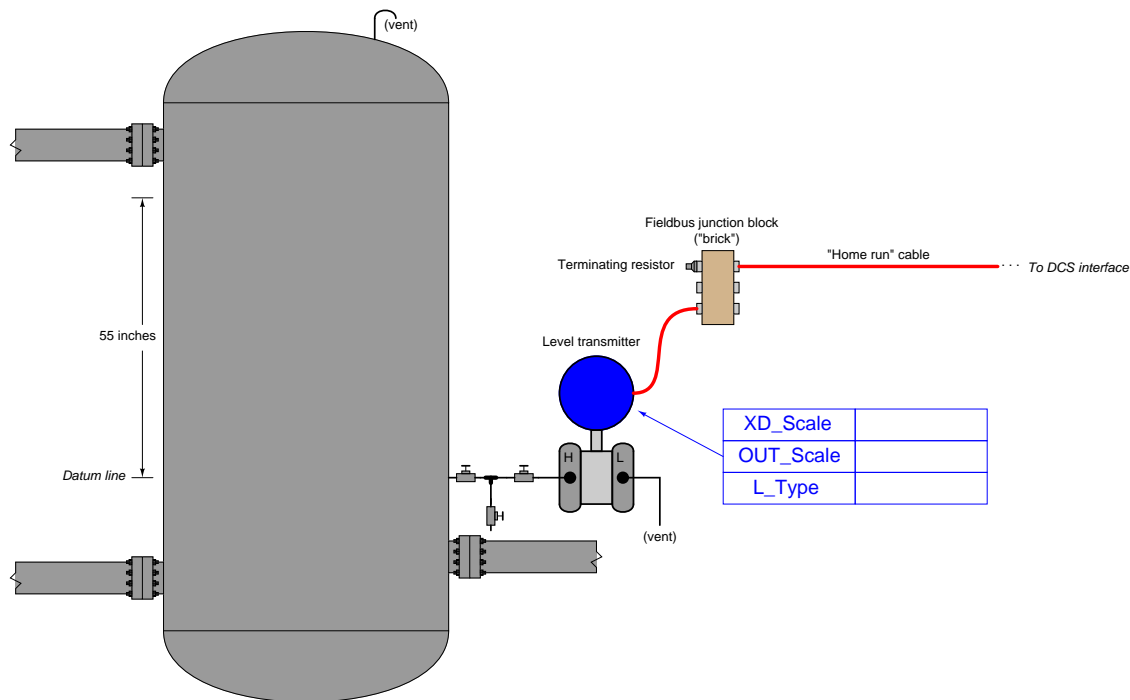 (vent)
Fieldbus junction block
("brick")
"Home run" cable
Terminating resistor
To DCS interface
55 inches
Level transmitter
XD_Scale
OUT_Scale
L_Type
H
L
Datum line
(vent)